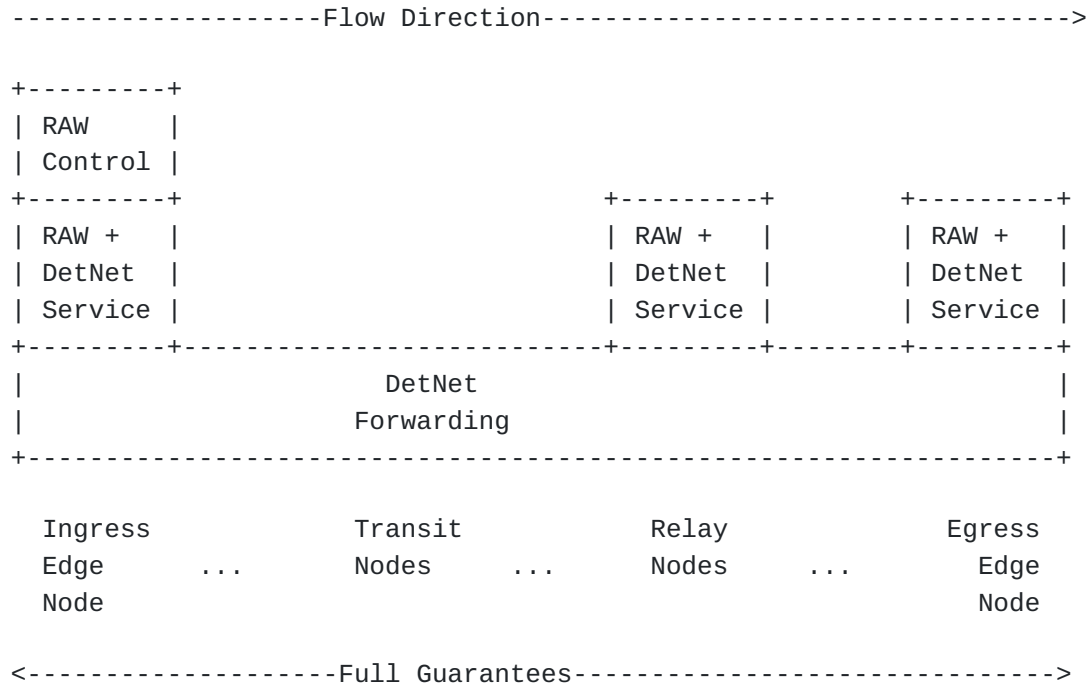 --------------------Flow Direction---------------------------------->

+---------+
| RAW     |
| Control |
+---------+                           +---------+        +---------+
| RAW +   |                           | RAW +   |        | RAW +   |
| DetNet  |                           | DetNet  |        | DetNet  |
| Service |                           | Service |        | Service |
+---------+---------------------------+---------+--------+---------+
|                       DetNet                                     |
|                     Forwarding                                   |
+------------------------------------------------------------------+

  Ingress             Transit            Relay              Egress
  Edge      ...       Nodes     ...      Nodes     ...        Edge
  Node                                                        Node

<--------------------Full Guarantees------------------------------->